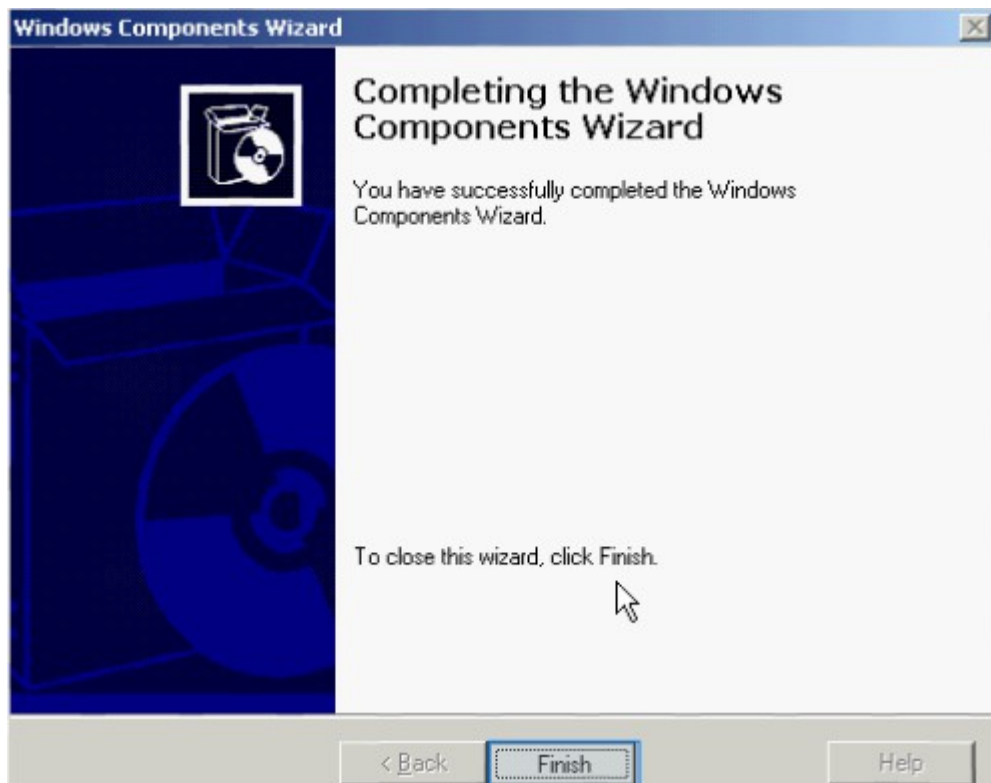 Windows Components Wizard
Completing the Windows
Components Wizard
You have successfully completed the Windows
Components Wizard.
To close this wizard, click Finish.
< Back
Finish
Help